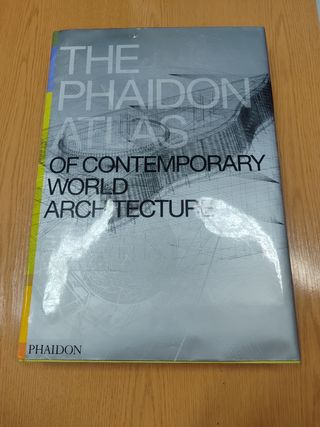 THE
PHAIDON
ATLAS
OF CONTEMPORARY
WORLD
ARCHITECTURE
PHAIDON